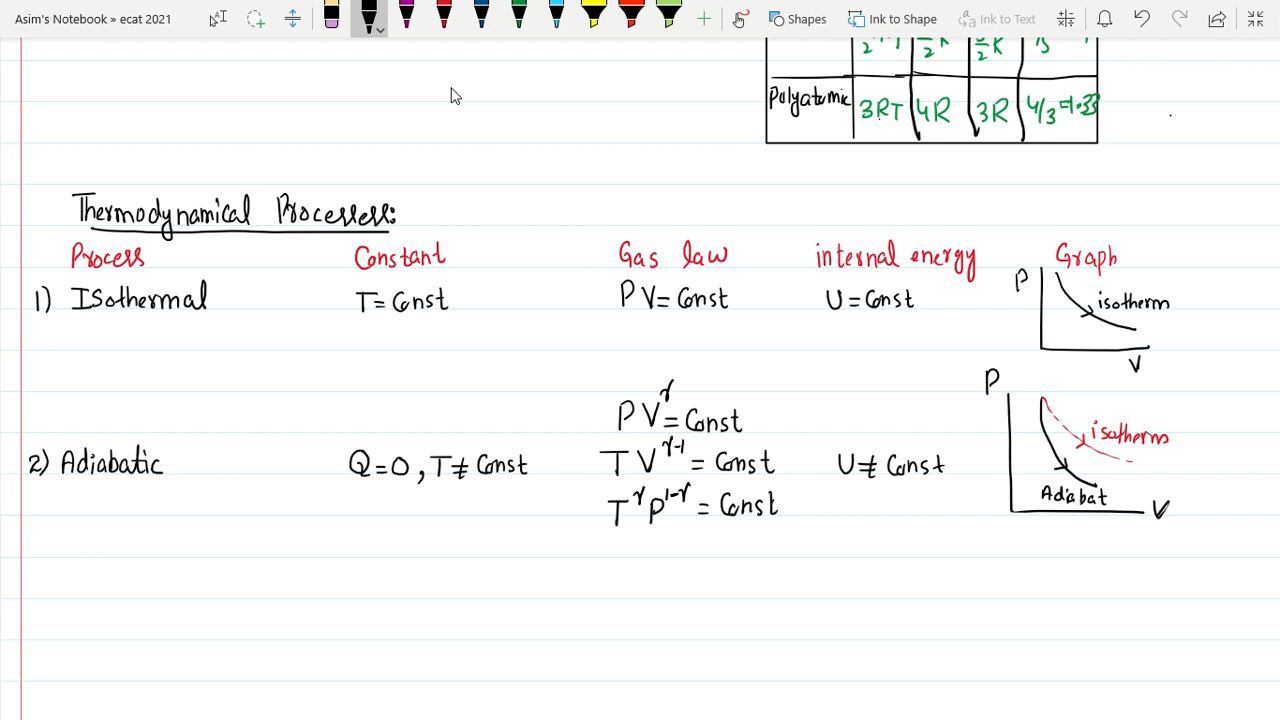 Asim's Notebook » ecat 2021
Shapes Ink to Shape Ink to Text
Polyatomic 3RT 4R 3R 4/3=1.33
Thermodynamical Processess:
Process Constant Gas law internal energy Graph
1) ISothermal T=Const PV=Const U=Const
P isotherm V
2) Adiabatic Q=0, T≠Const
PV^γ=Const
TV^γ-1=Const
T^γP^1-γ=Const
U≠Const
P isotherm
Adiabat V